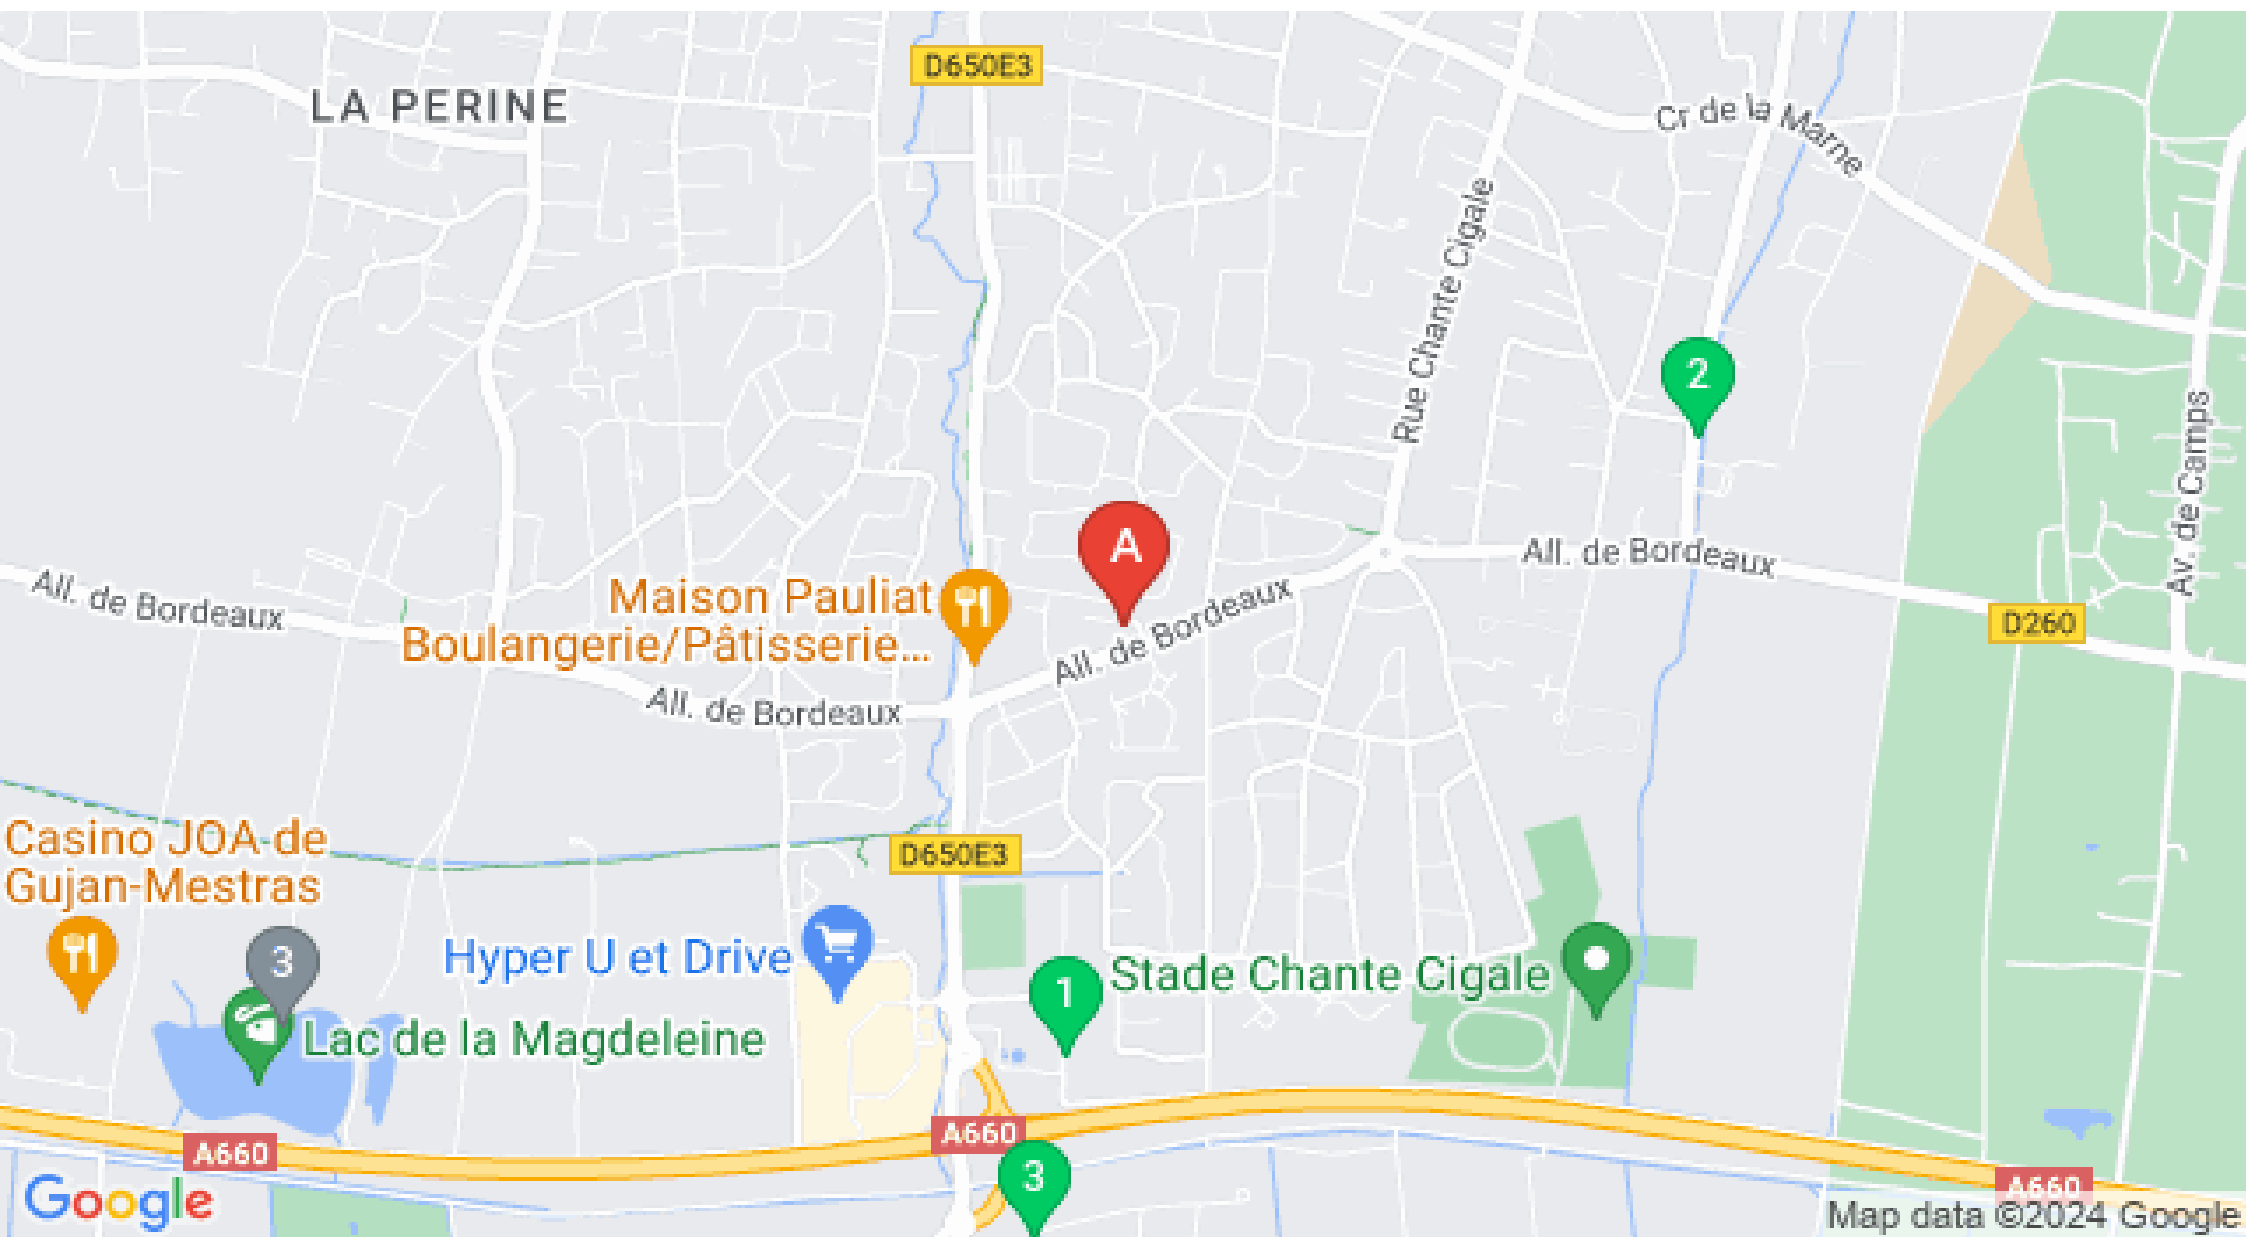 D650E3
LA PERINE
Cr de la Marne
Rue Chante Cigale
2
Av. de Camps
A
All. de Bordeaux
All. de Bordeaux
Maison Pauliat
Boulangerie/Pâtisserie...
All. de Bordeaux
D260
All. de Bordeaux
Casino JOA de
Gujan-Mestras
D650E3
3
Hyper U et Drive
1
Stade Chante Cigale
Lac de la Magdeleine
A660
A660
3
A660
Google
Map data ©2024 Google